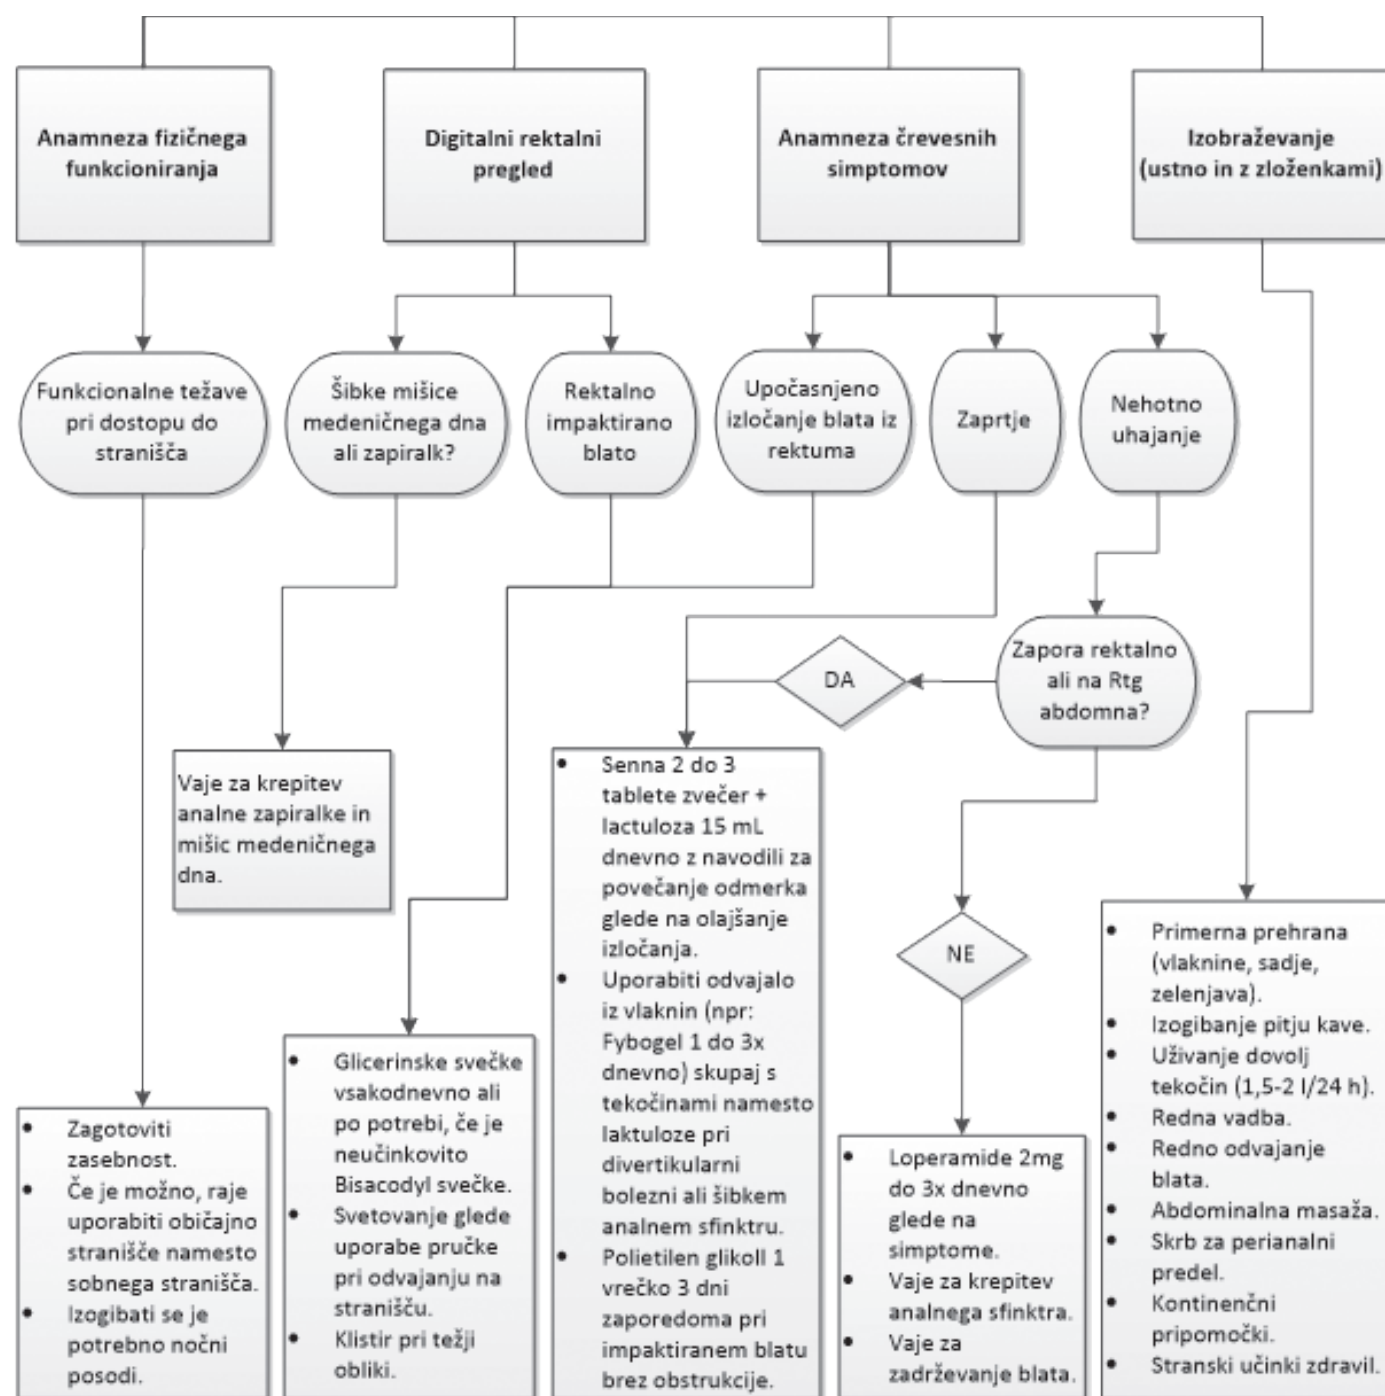 Anamneza fizičnega
funkcioniranja
Digitalni rektalni
pregled
Anamneza črevesnih
simptomov
Izobraževanje
(ustno in z zloženkami)
Funkcionalne težave
pri dostopu do
stranišča
Šibke mišice
medeničnega dna
ali zapiralk?
Rektalno
impaktirano
blato
Upočasnjeno
izločanje blata iz
rektuma
Zaprtje
Nehotno
uhajanje
Zapora rektalno
ali na Rtg
abdomna?
DA
NE
Vaje za krepitev
analne zapiralke in
mišic medeničnega
dna.
• Zagotoviti
zasebnost.
• Če je možno, raje
uporabiti običajno
stranišče namesto
sobnega stranišča.
• Izogibati se je
potrebno nočni
posodi.
• Glicerinske svečke
vsakodnevno ali
po potrebi, če je
neučinkovito
Bisacodyl svečke.
• Svetovanje glede
uporabe pručke
pri odvajanju na
stranišču.
• Klistir pri težji
obliki.
• Senna 2 do 3
tablete zvečer +
lactuloza 15 mL
dnevno z navodili za
povečanje odmerka
glede na olajšanje
izločanja.
• Uporabiti odvajalo
iz vlaknin (npr:
Fybogel 1 do 3x
dnevno) skupaj s
tekočinami namesto
laktuloze pri
divertikularni
bolezni ali šibkem
analnem sfinktru.
• Polietilen glikoll 1
vrečko 3 dni
zaporedoma pri
impaktiranem blatu
brez obstrukcije.
• Loperamide 2mg
do 3x dnevno
glede na
simptome.
• Vaje za krepitev
analnega sfinktra.
• Vaje za
zadrževanje blata.
• Primerna prehrana
(vlaknine, sadje,
zelenjava).
• Izogibanje pitju kave.
• Uživanje dovolj
tekočin (1,5-2 l/24 h).
• Redna vadba.
• Redno odvajanje
blata.
• Abdominalna masaža.
• Skrb za perianalni
predel.
• Kontinenčni
pripomočki.
• Stranski učinki zdravil.